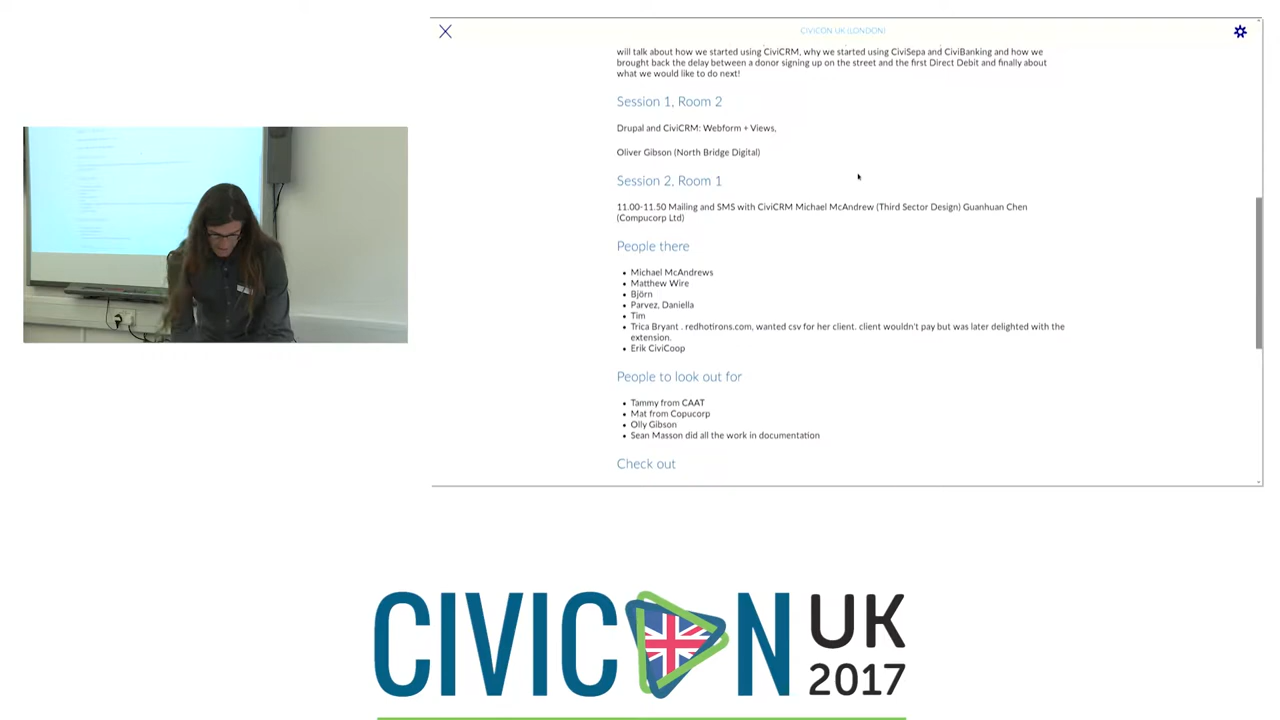 CIVICON UK (LONDON)
will talk about how we started using CiviCRM, why we started using CiviSepa and CiviBanking and how we
brought back the delay between a donor signing up on the street and the first Direct Debit and finally about
what we would like to do next!
Session 1, Room 2
Drupal and CiviCRM: Webform + Views,
Oliver Gibson (North Bridge Digital)
Session 2, Room 1
11.00-11.50 Mailing and SMS with CiviCRM Michael McAndrew (Third Sector Design) Guanhuan Chen
(Compucorp Ltd)
People there
Michael McAndrews
Matthew Wire
Björn
Parvez, Daniella
Tim
Trica Bryant . redhotirons.com, wanted csv for her client. client wouldn't pay but was later delighted with the
extension.
Erik CiviCoop
People to look out for
Tammy from CAAT
Mat from Copucorp
Olly Gibson
Sean Masson did all the work in documentation
Check out
CIVICON UK
2017